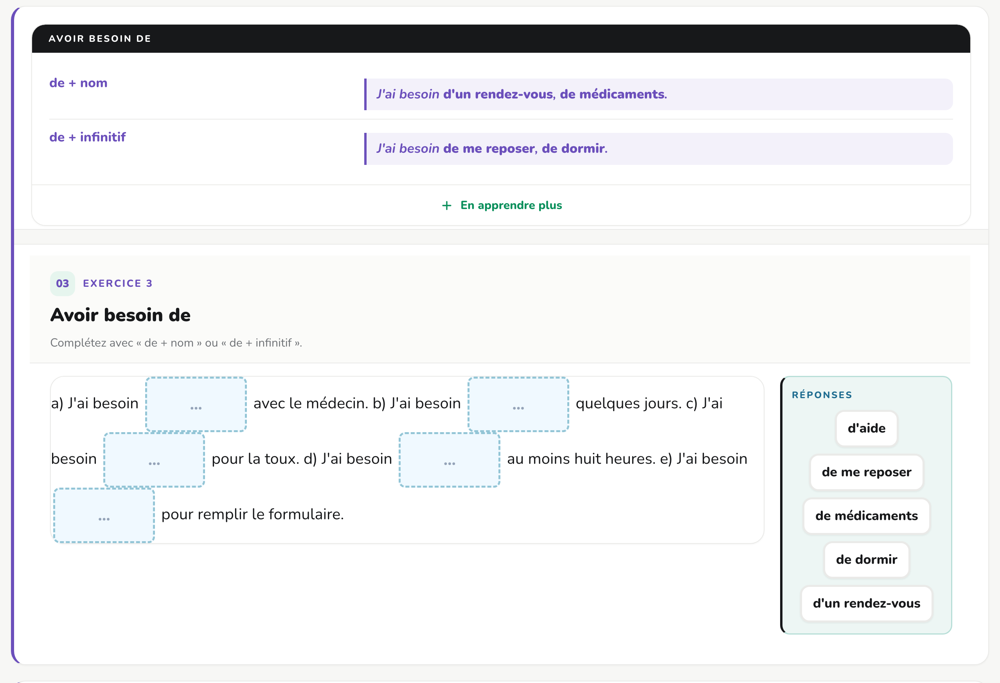 AVOIR BESOIN DE
de + nom
J'ai besoin d'un rendez-vous, de médicaments.
de + infinitif
J'ai besoin de me reposer, de dormir.
+ En apprendre plus
03 EXERCICE 3
Avoir besoin de
Complétez avec « de + nom » ou « de + infinitif ».
a) J'ai besoin ... avec le médecin. b) J'ai besoin ... quelques jours. c) J'ai
besoin ... pour la toux. d) J'ai besoin ... au moins huit heures. e) J'ai besoin
... pour remplir le formulaire.
RÉPONSES
d'aide
de me reposer
de médicaments
de dormir
d'un rendez-vous